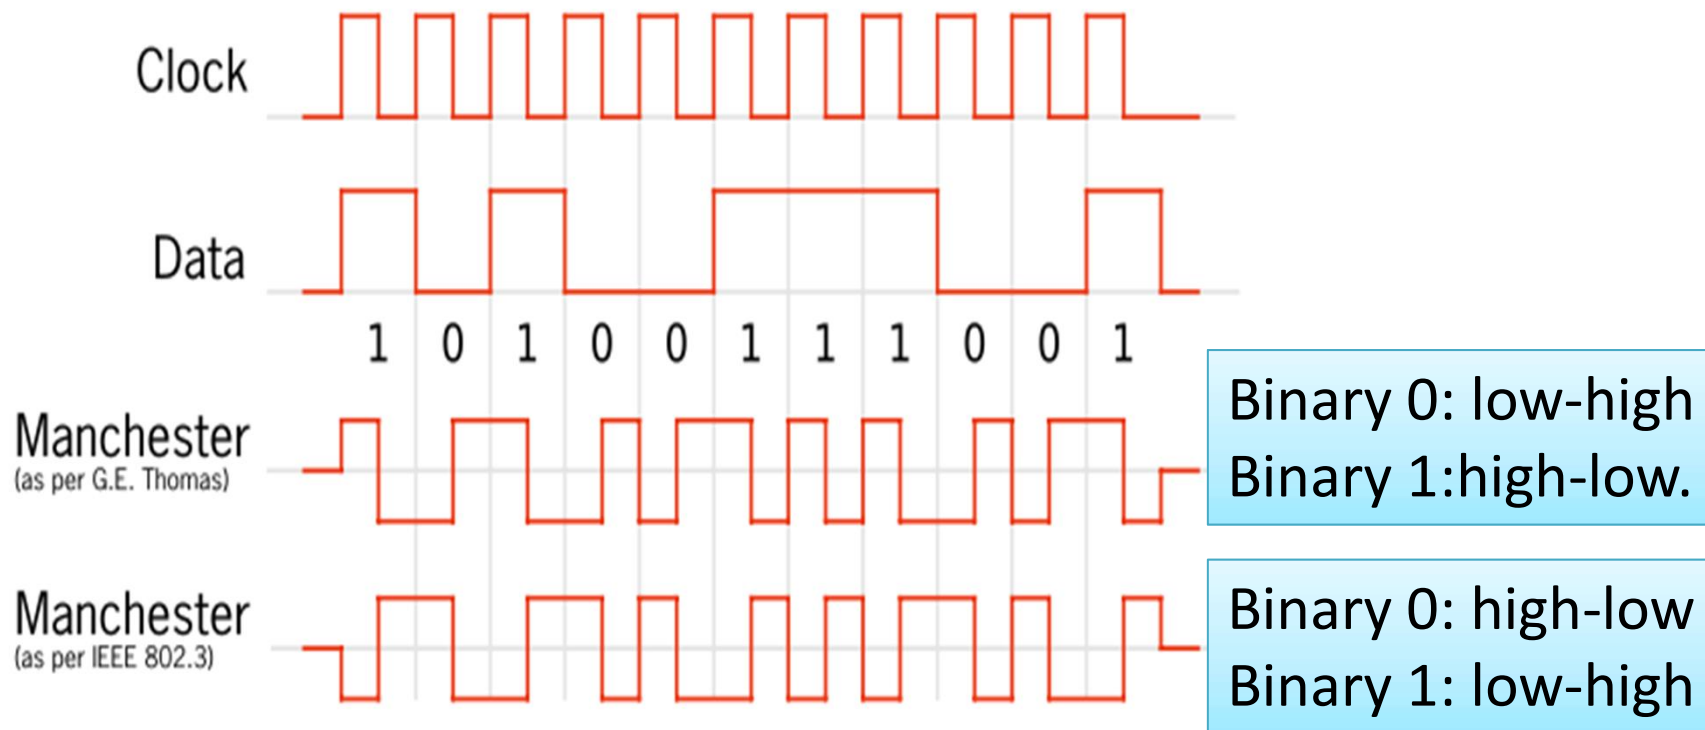 Clock
Data
1 0 1 0 0 1 1 1 0 0 1
Manchester
(as per G.E. Thomas)
Binary 0: low-high
Binary 1:high-low.
Manchester
(as per IEEE 802.3)
Binary 0: high-low
Binary 1: low-high